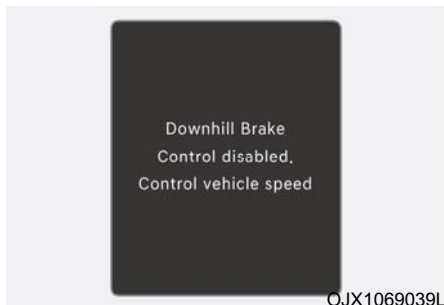 Downhill Brake
Control disabled.
Control vehicle speed
OJX1069039L